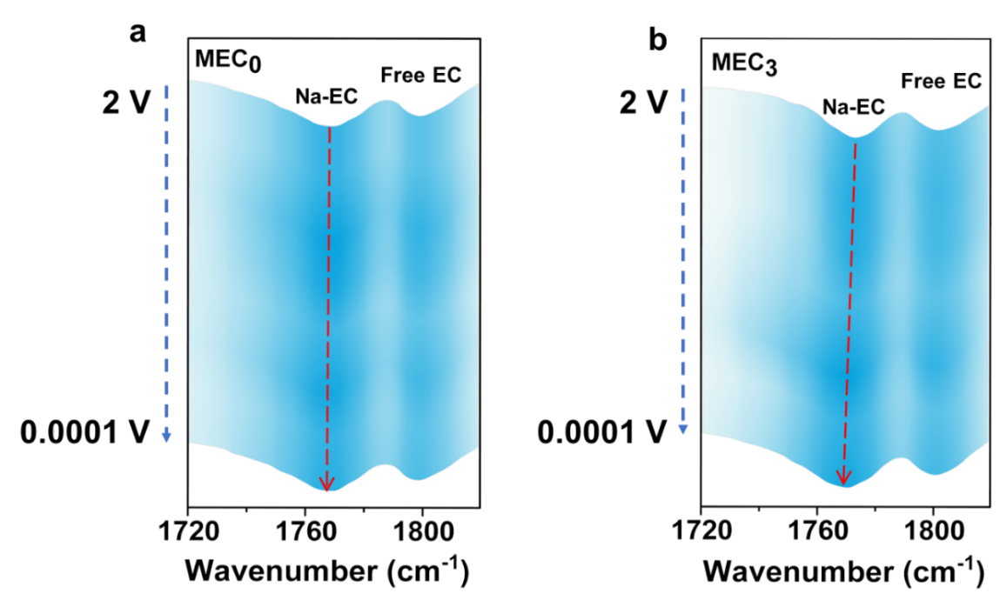 a
MEC₀
Free EC
Na-EC
2 V
0.0001 V
1720 1760 1800
Wavenumber (cm⁻¹)
b
MEC₃
Free EC
Na-EC
2 V
0.0001 V
1720 1760 1800
Wavenumber (cm⁻¹)